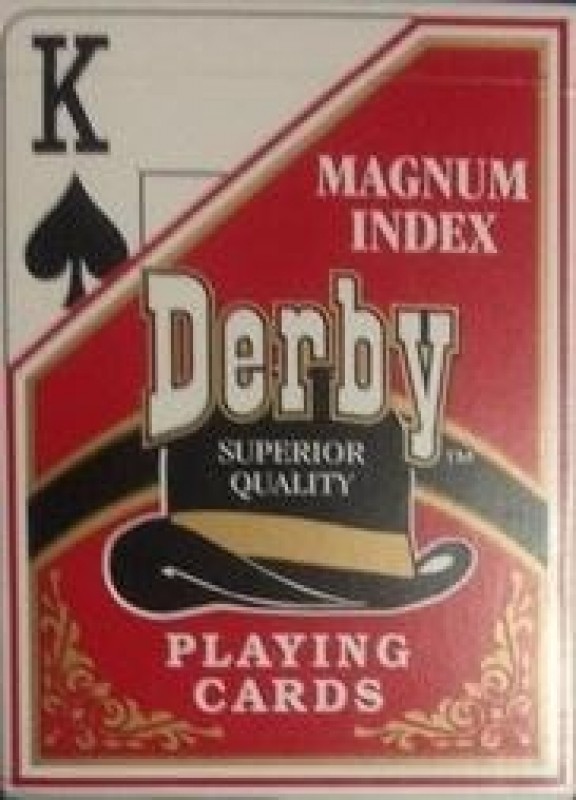 K
MAGNUM
INDEX
Derby
TM
SUPERIOR
QUALITY
PLAYING
CARDS